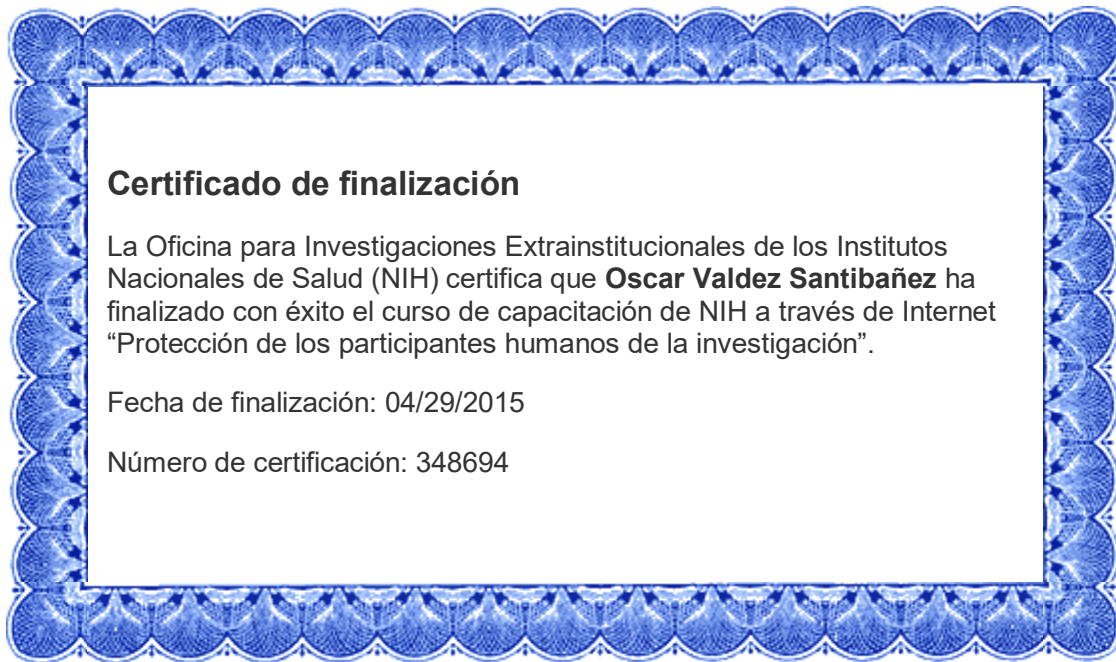 Certificado de finalización
La Oficina para Investigaciones Extrainstitucionales de los Institutos
Nacionales de Salud (NIH) certifica que Oscar Valdez Santibañez ha
finalizado con éxito el curso de capacitación de NIH a través de Internet
“Protección de los participantes humanos de la investigación”.
Fecha de finalización: 04/29/2015
Número de certificación: 348694